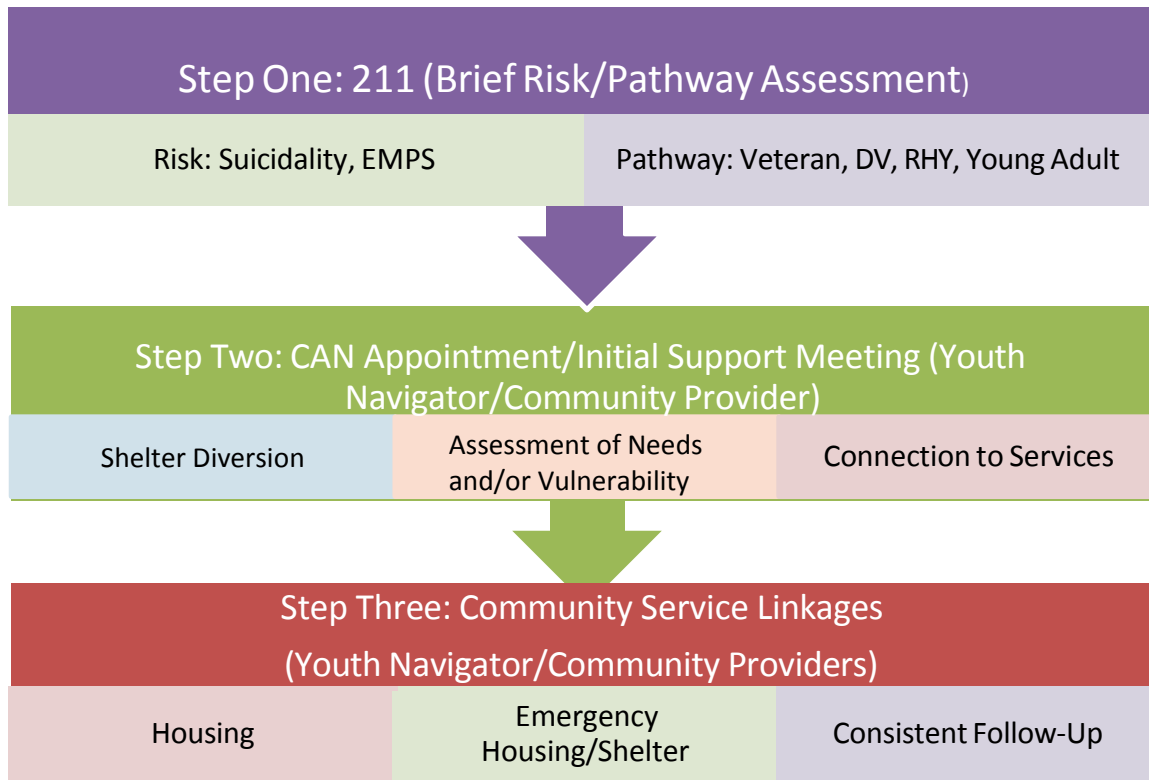 Step One: 211 (Brief Risk/Pathway Assessment)
Risk: Suicidality, EMPS
Pathway: Veteran, DV, RHY, Young Adult
Step Two: CAN Appointment/Initial Support Meeting (Youth
Navigator/Community Provider)
Shelter Diversion
Assessment of Needs
and/or Vulnerability
Connection to Services
Step Three: Community Service Linkages
(Youth Navigator/Community Providers)
Housing
Emergency
Housing/Shelter
Consistent Follow-Up